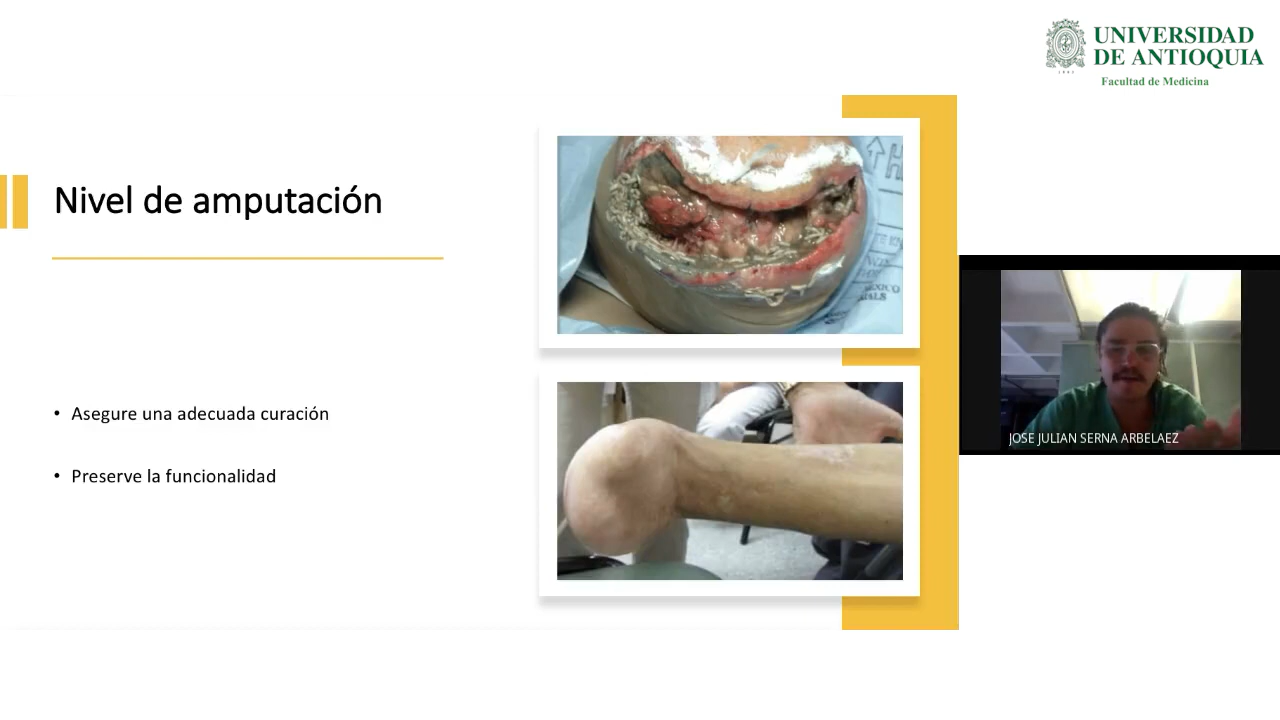 UNIVERSIDAD
DE ANTIOQUIA
1803
Facultad de Medicina
Nivel de amputación
• Asegure una adecuada curación
• Preserve la funcionalidad
JOSE JULIAN SERNA ARBELAEZ